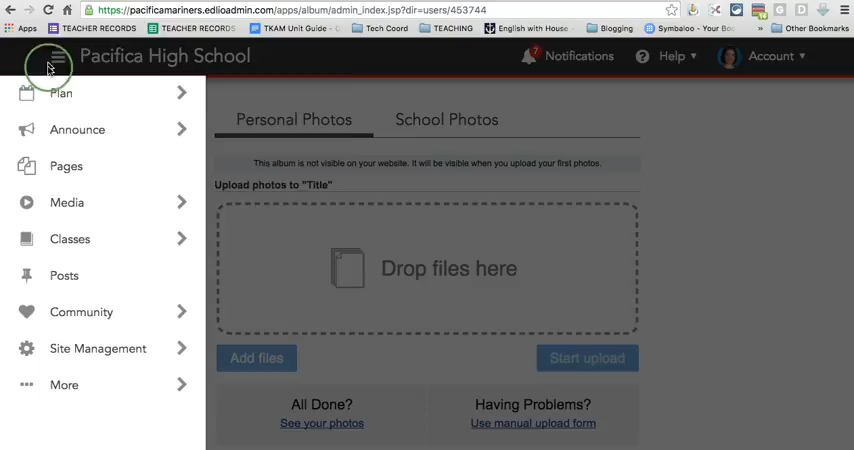 https://pacificamariners.edlioadmin.com/apps/album/admin_index.jsp?dir=users/453744
Apps TEACHER RECORDS TEACHER RECORDS TKAM Unit Guide - G Tech Coord TEACHING English with House Blogging Symbaloo - Your Boo » Other Bookmarks
Pacifica High School 7 Notifications Help Account
Plan
Announce
Pages
Media
Classes
Posts
Community
Site Management
More
Personal Photos School Photos
This album is not visible on your website. It will be visible when you upload your first photos.
Upload photos to "Title"
Drop files here
Add files Start upload
All Done? Having Problems?
See your photos Use manual upload form